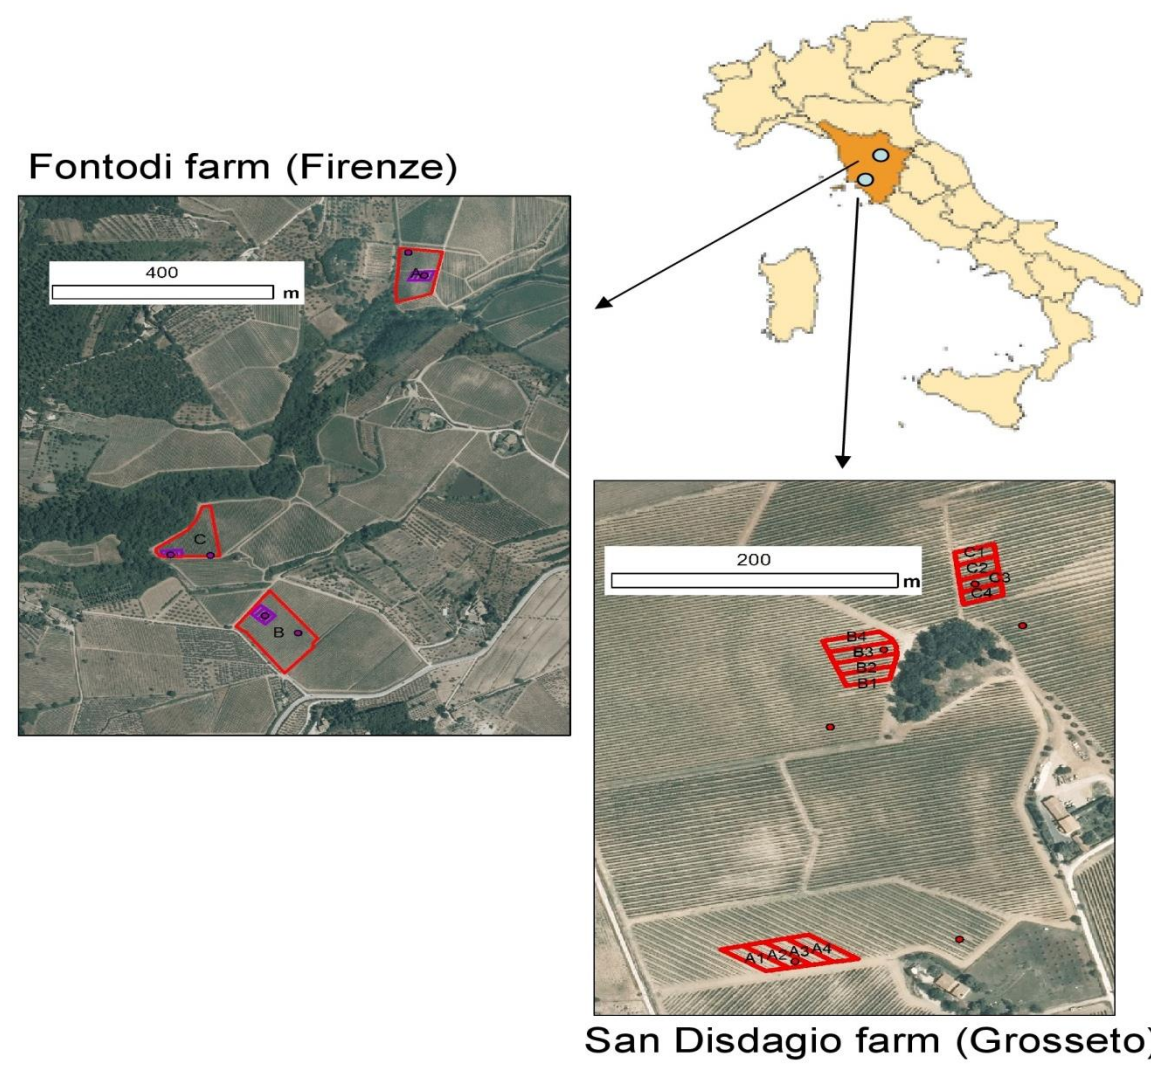 Fontodi farm (Firenze)
400
m
A
C
B
200
m
C1
C2
C3
C4
B4
B3
B2
B1
A1 A2 A3 A4
San Disdagio farm (Grosseto)